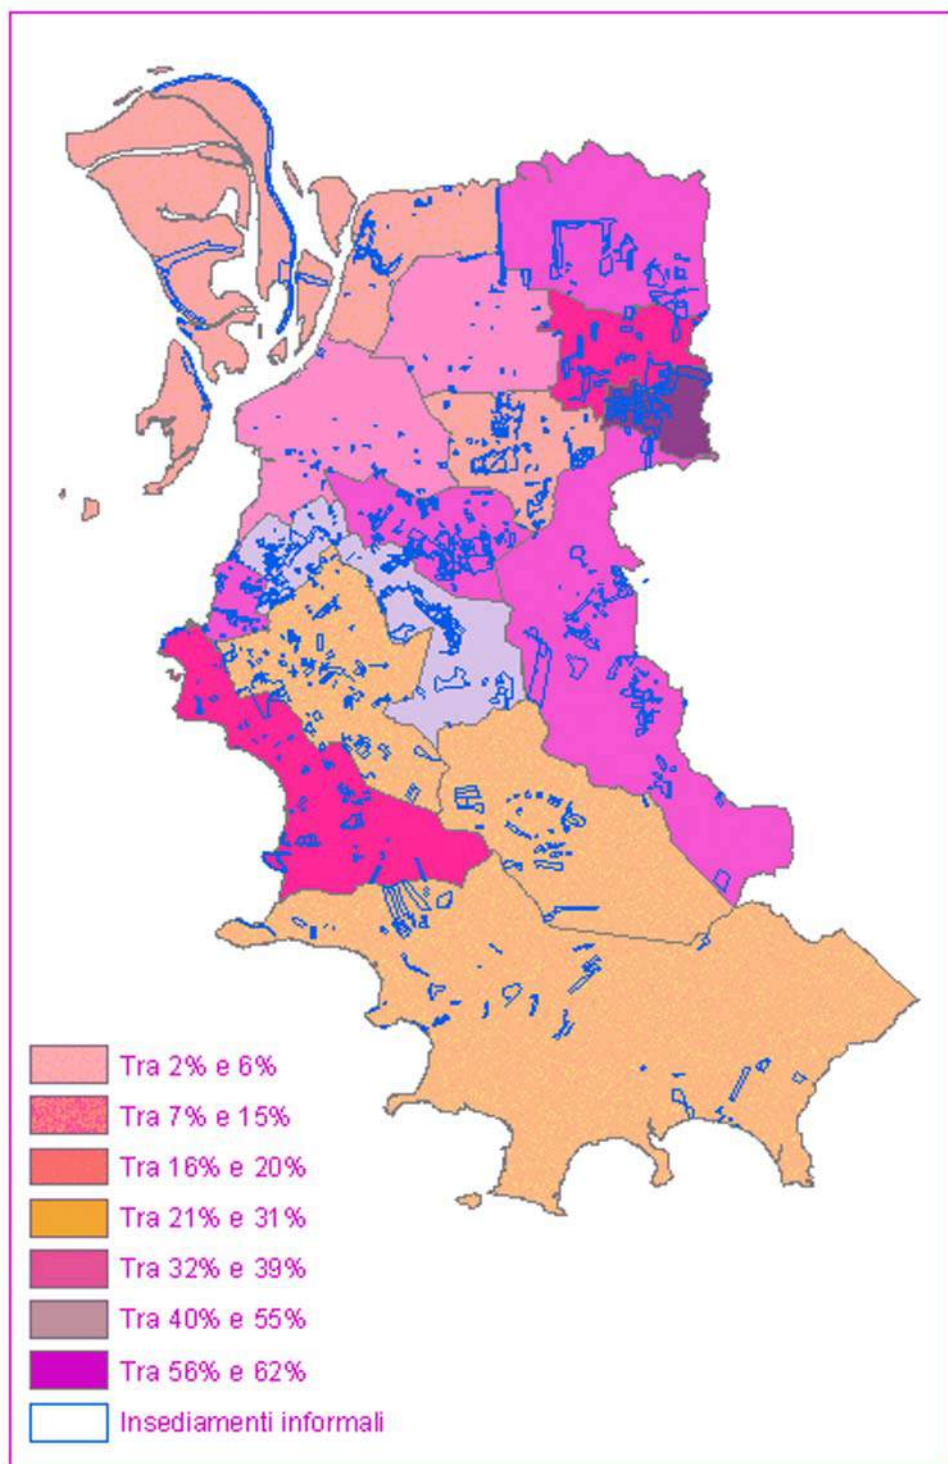 Tra 2% e 6%
Tra 7% e 15%
Tra 16% e 20%
Tra 21% e 31%
Tra 32% e 39%
Tra 40% e 55%
Tra 56% e 62%
Insediamenti informali